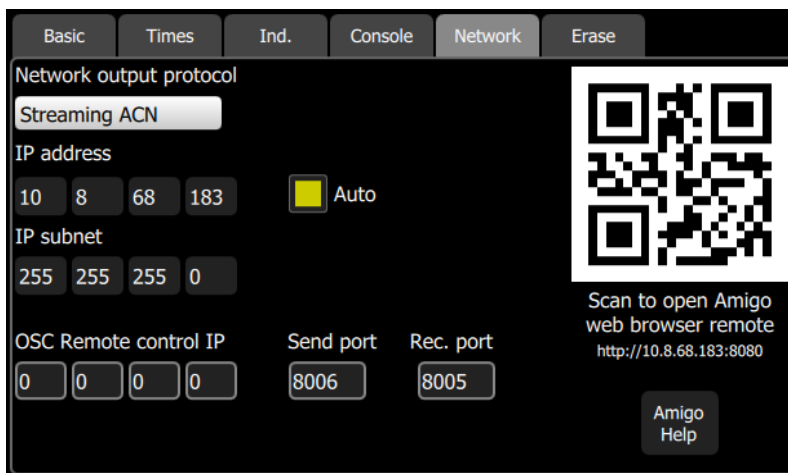 Basic Times Ind. Console Network Erase
Network output protocol
Streaming ACN
IP address
10 8 68 183 Auto
IP subnet
255 255 255 0
OSC Remote control IP Send port Rec. port
0 0 0 0 8006 8005
Scan to open Amigo
web browser remote
http://10.8.68.183:8080
Amigo
Help